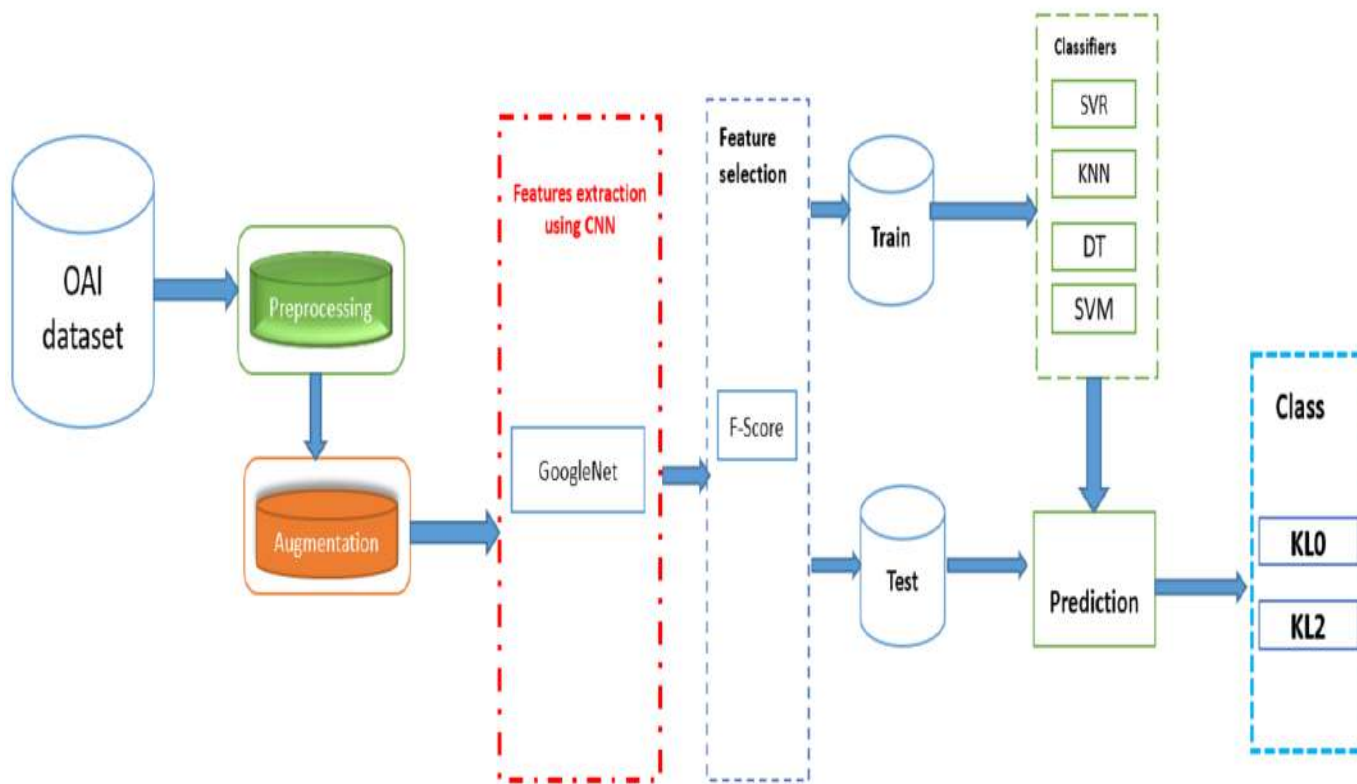 OAI
dataset
Preprocessing
Augmentation
Features extraction
using CNN
GoogleNet
Feature
selection
F-Score
Train
Test
Classifiers
SVR
KNN
DT
SVM
Prediction
Class
KL0
KL2